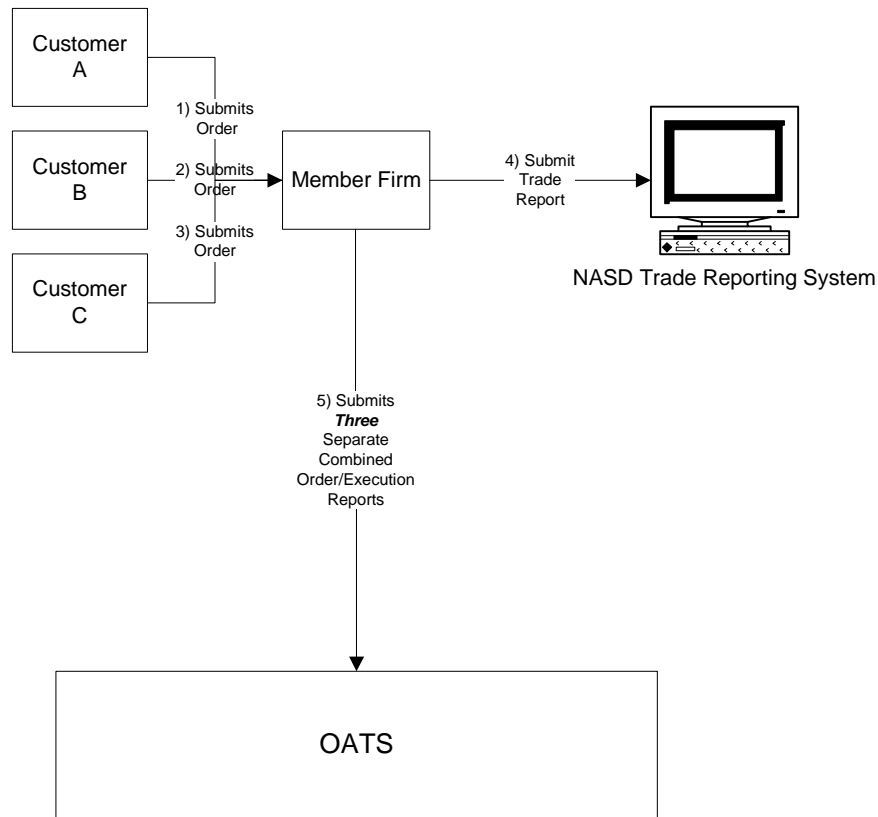 Customer
A
1) Submits
Order
Customer
B
2) Submits
Order
Member Firm
4) Submit
Trade
Report
3) Submits
Order
Customer
C
NASD Trade Reporting System
5) Submits
Three
Separate
Combined
Order/Execution
Reports
OATS